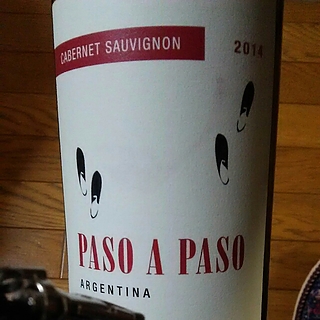 CABERNET SAUVIGNON
2014
PASO A PASO
ARGENTINA